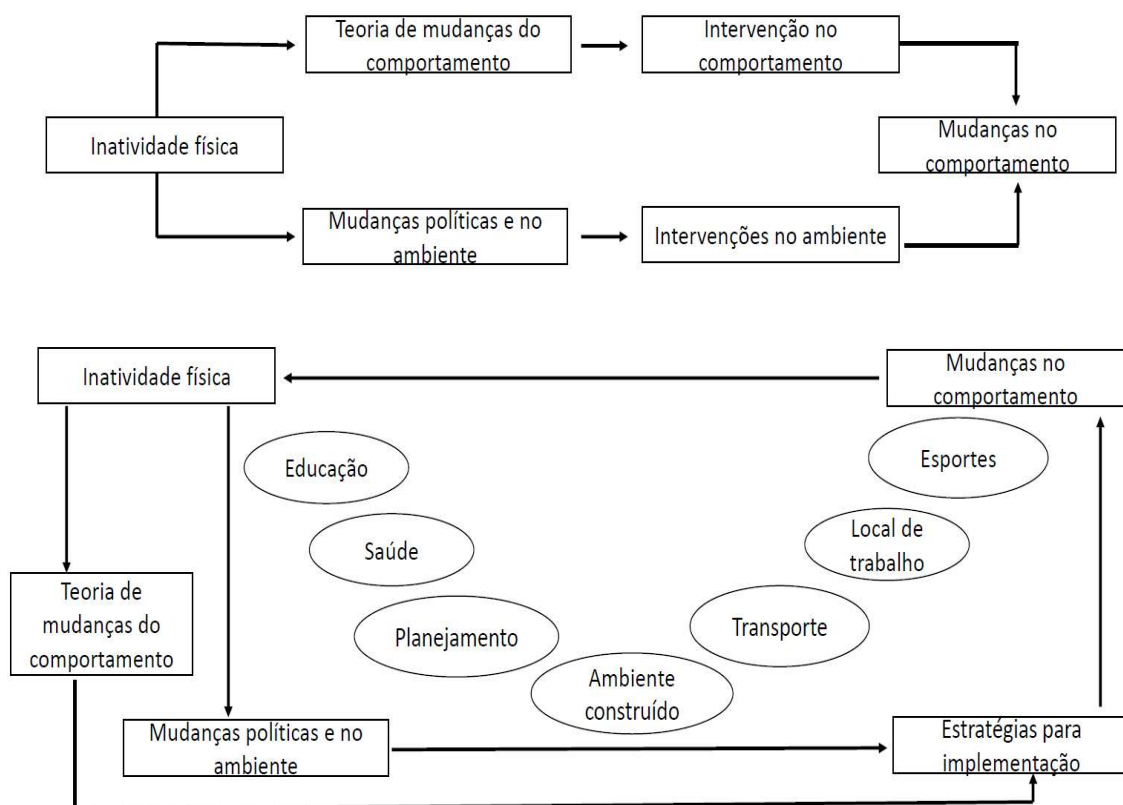 Teoria de mudanças do
comportamento
Intervenção no
comportamento
Inatividade física
Mudanças no
comportamento
Mudanças políticas e no
ambiente
Intervenções no ambiente
Inatividade física
Mudanças no
comportamento
Educação
Esportes
Saúde
Local de
trabalho
Teoria de
mudanças do
comportamento
Planejamento
Transporte
Ambiente
construído
Mudanças políticas e no
ambiente
Estratégias para
implementação